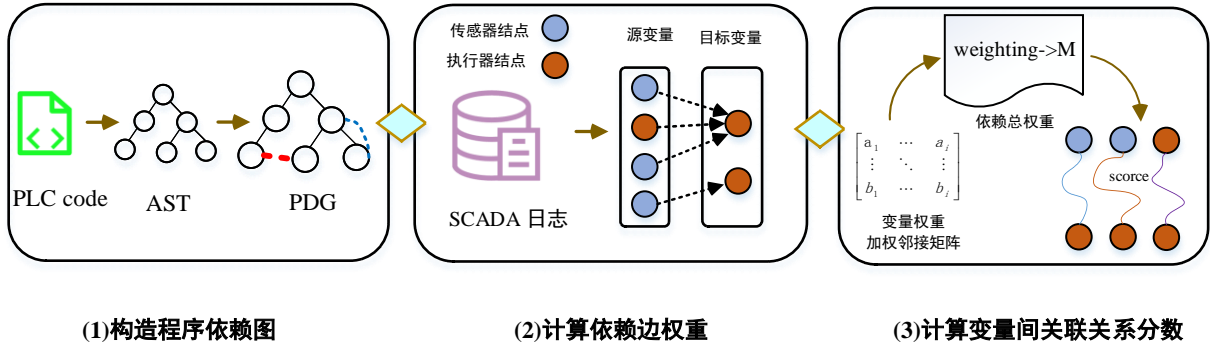 PLC code
AST
PDG
(1)构造程序依赖图
传感器结点
执行器结点
源变量
目标变量
SCADA 日志
(2)计算依赖边权重
weighting->M
依赖总权重
a₁ ⋯ aᵢ
⋮ ⋱ ⋮
b₁ ⋯ bᵢ
变量权重
加权邻接矩阵
scorce
(3)计算变量间关联关系分数